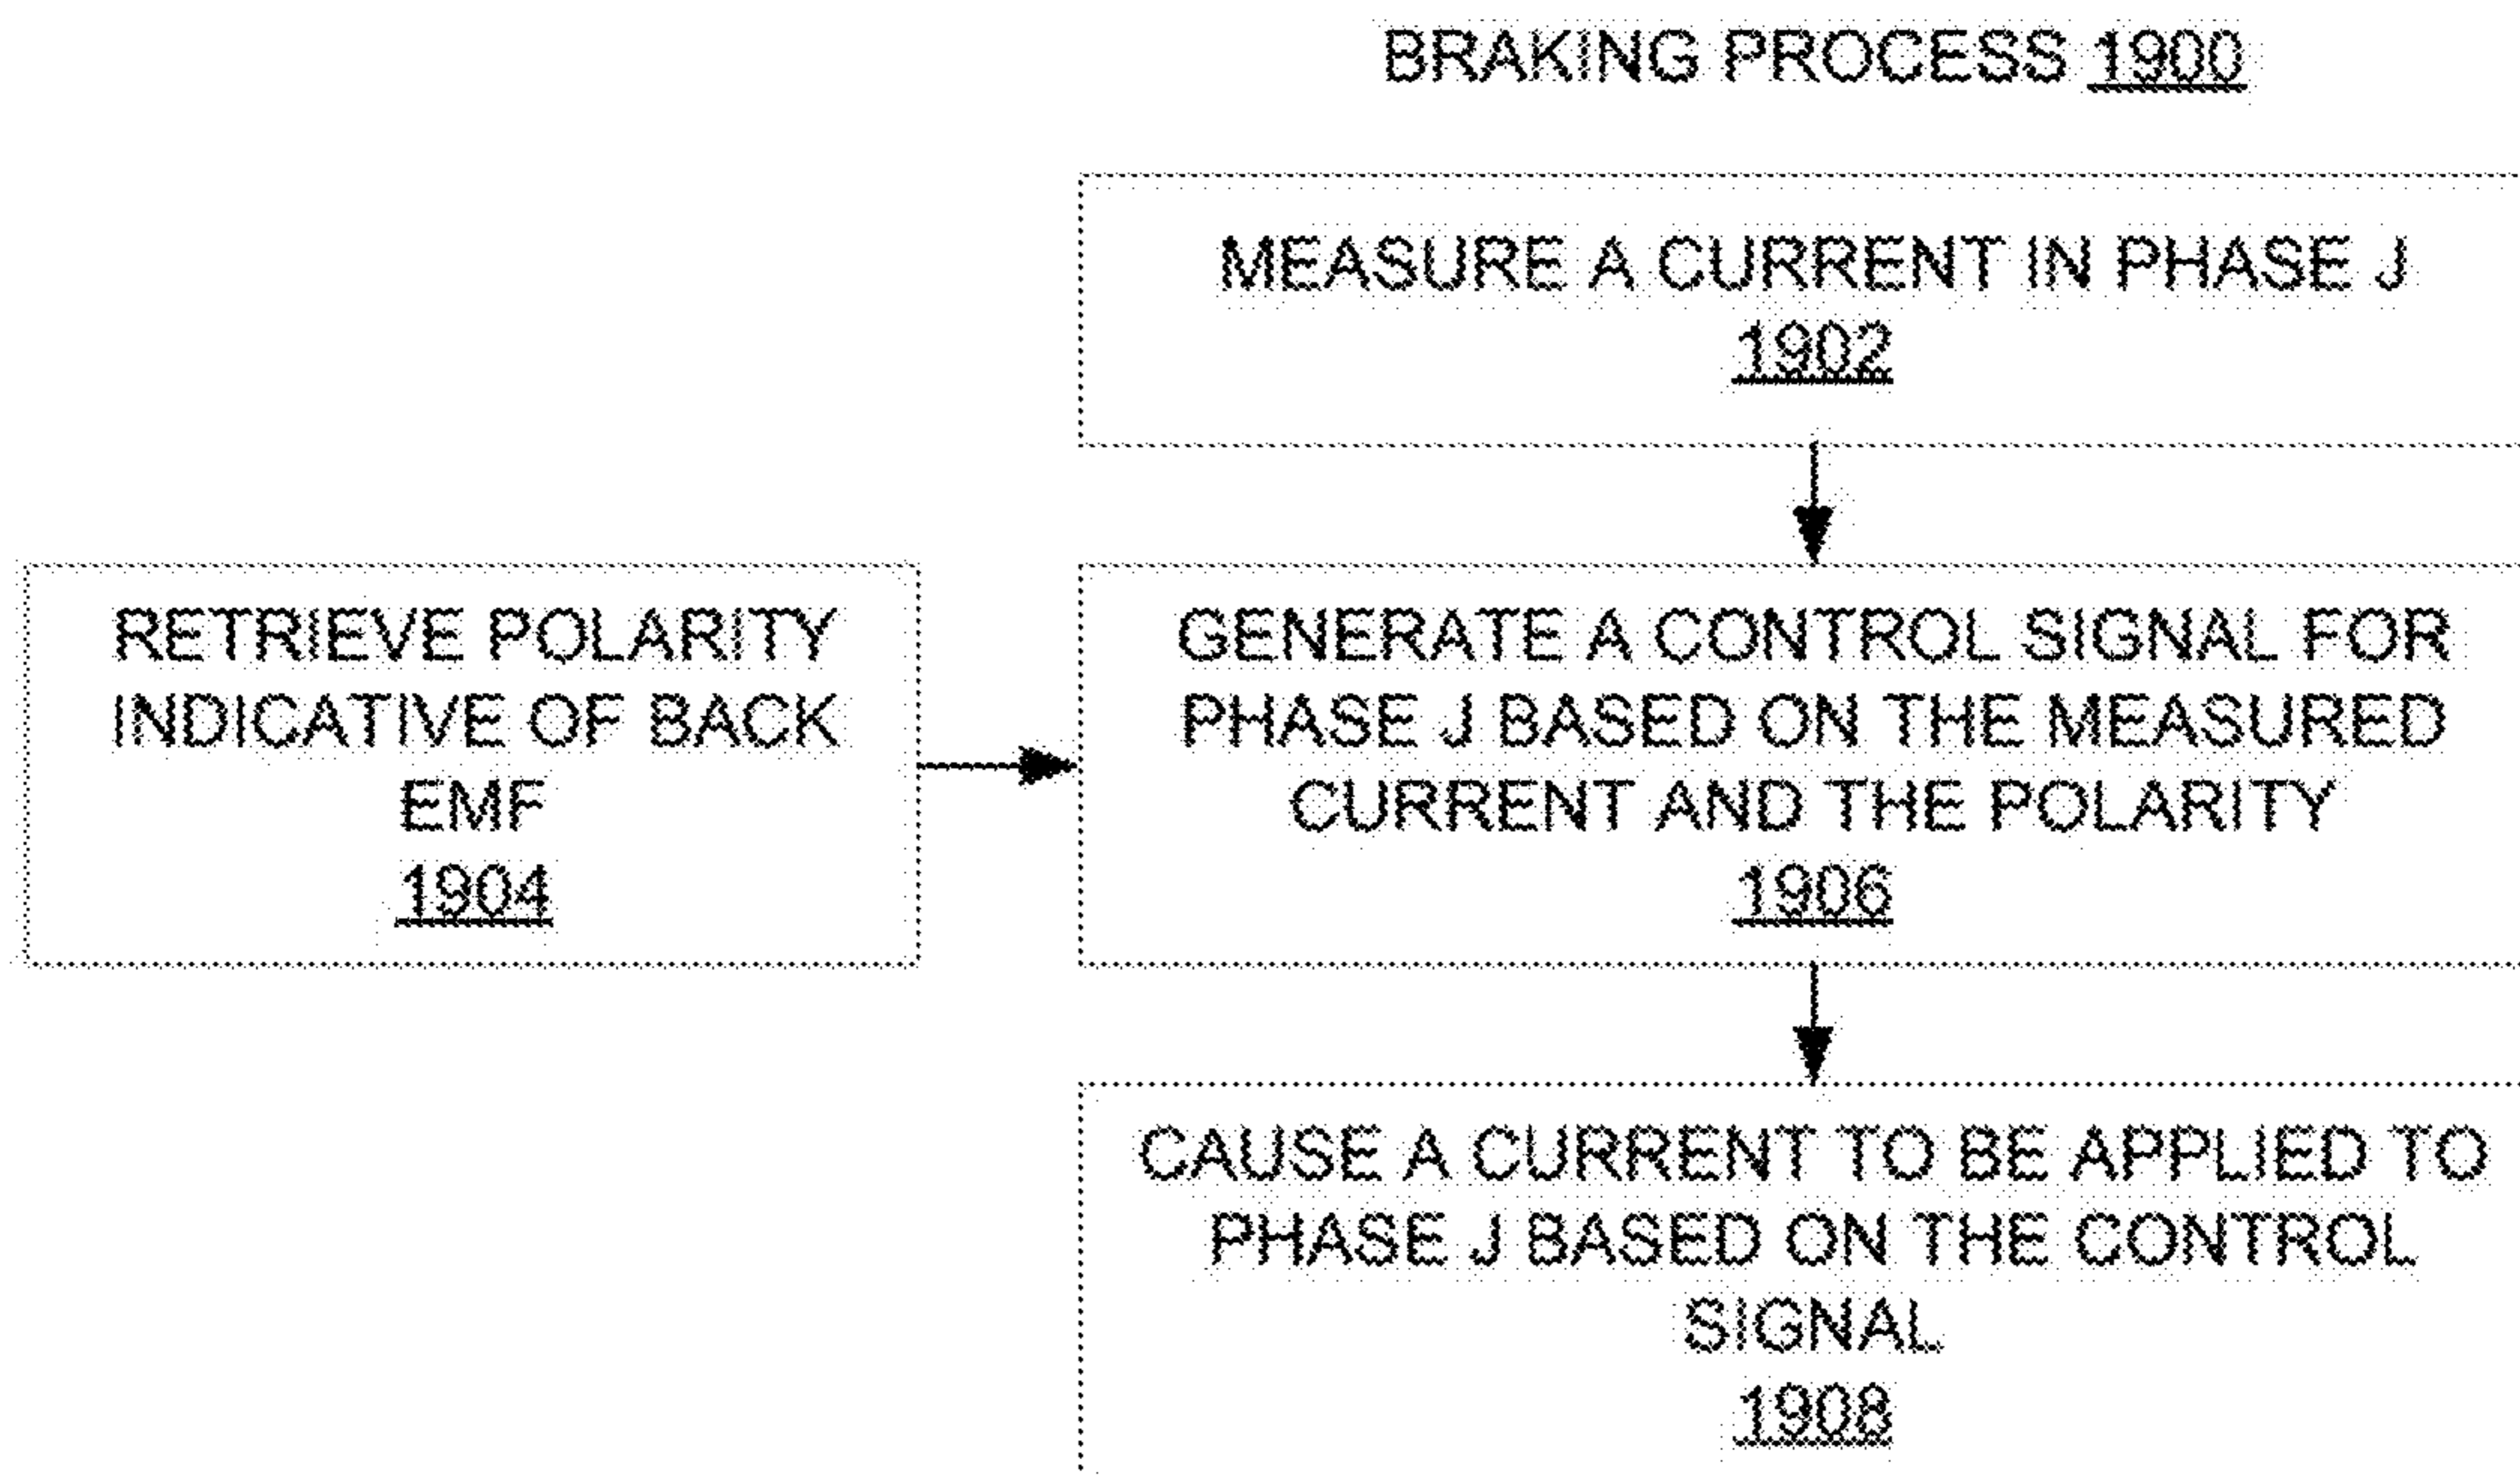 BRAKING PROCESS 1900
MEASURE A CURRENT IN PHASE J
1902
RETRIEVE POLARITY
INDICATIVE OF BACK
EMF
1904
GENERATE A CONTROL SIGNAL FOR
PHASE J BASED ON THE MEASURED
CURRENT AND THE POLARITY
1906
CAUSE A CURRENT TO BE APPLIED TO
PHASE J BASED ON THE CONTROL
SIGNAL
1908